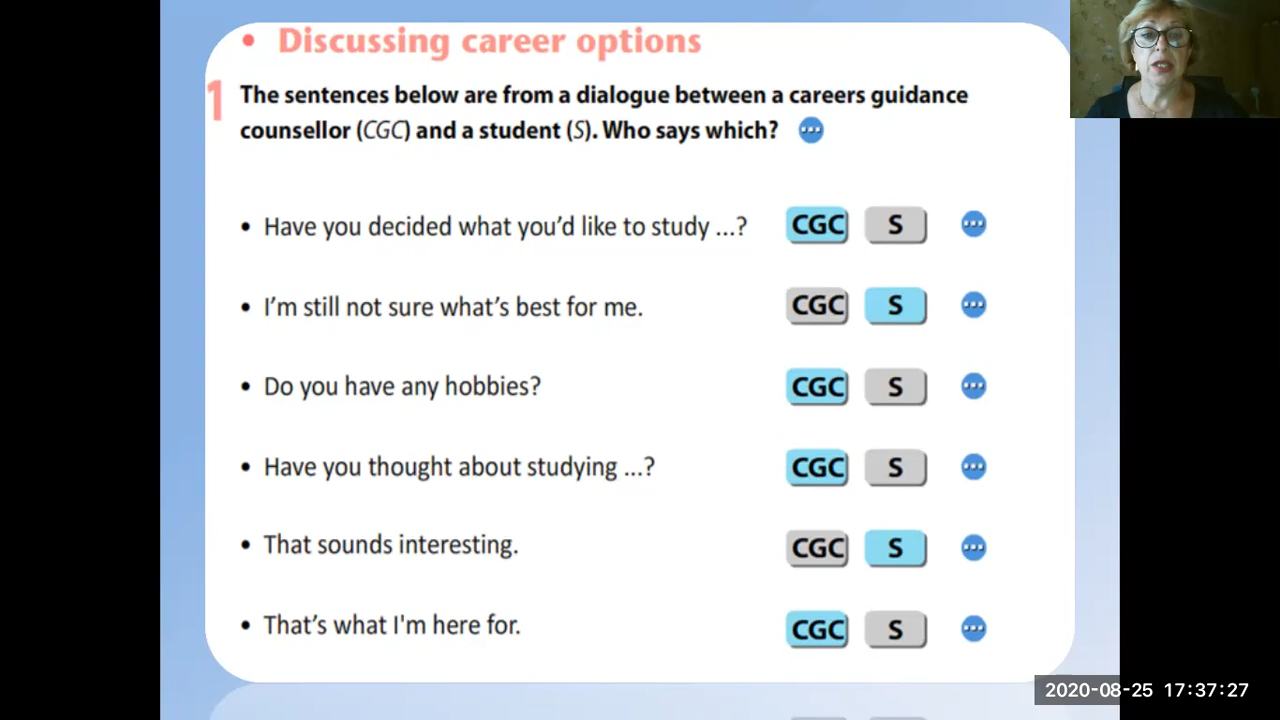 • Discussing career options
1 The sentences below are from a dialogue between a careers guidance
counsellor (CGC) and a student (S). Who says which?
• Have you decided what you’d like to study ...? CGC S
• I’m still not sure what’s best for me. CGC S
• Do you have any hobbies? CGC S
• Have you thought about studying ...? CGC S
• That sounds interesting. CGC S
• That’s what I'm here for. CGC S
2020-08-25 17:37:27